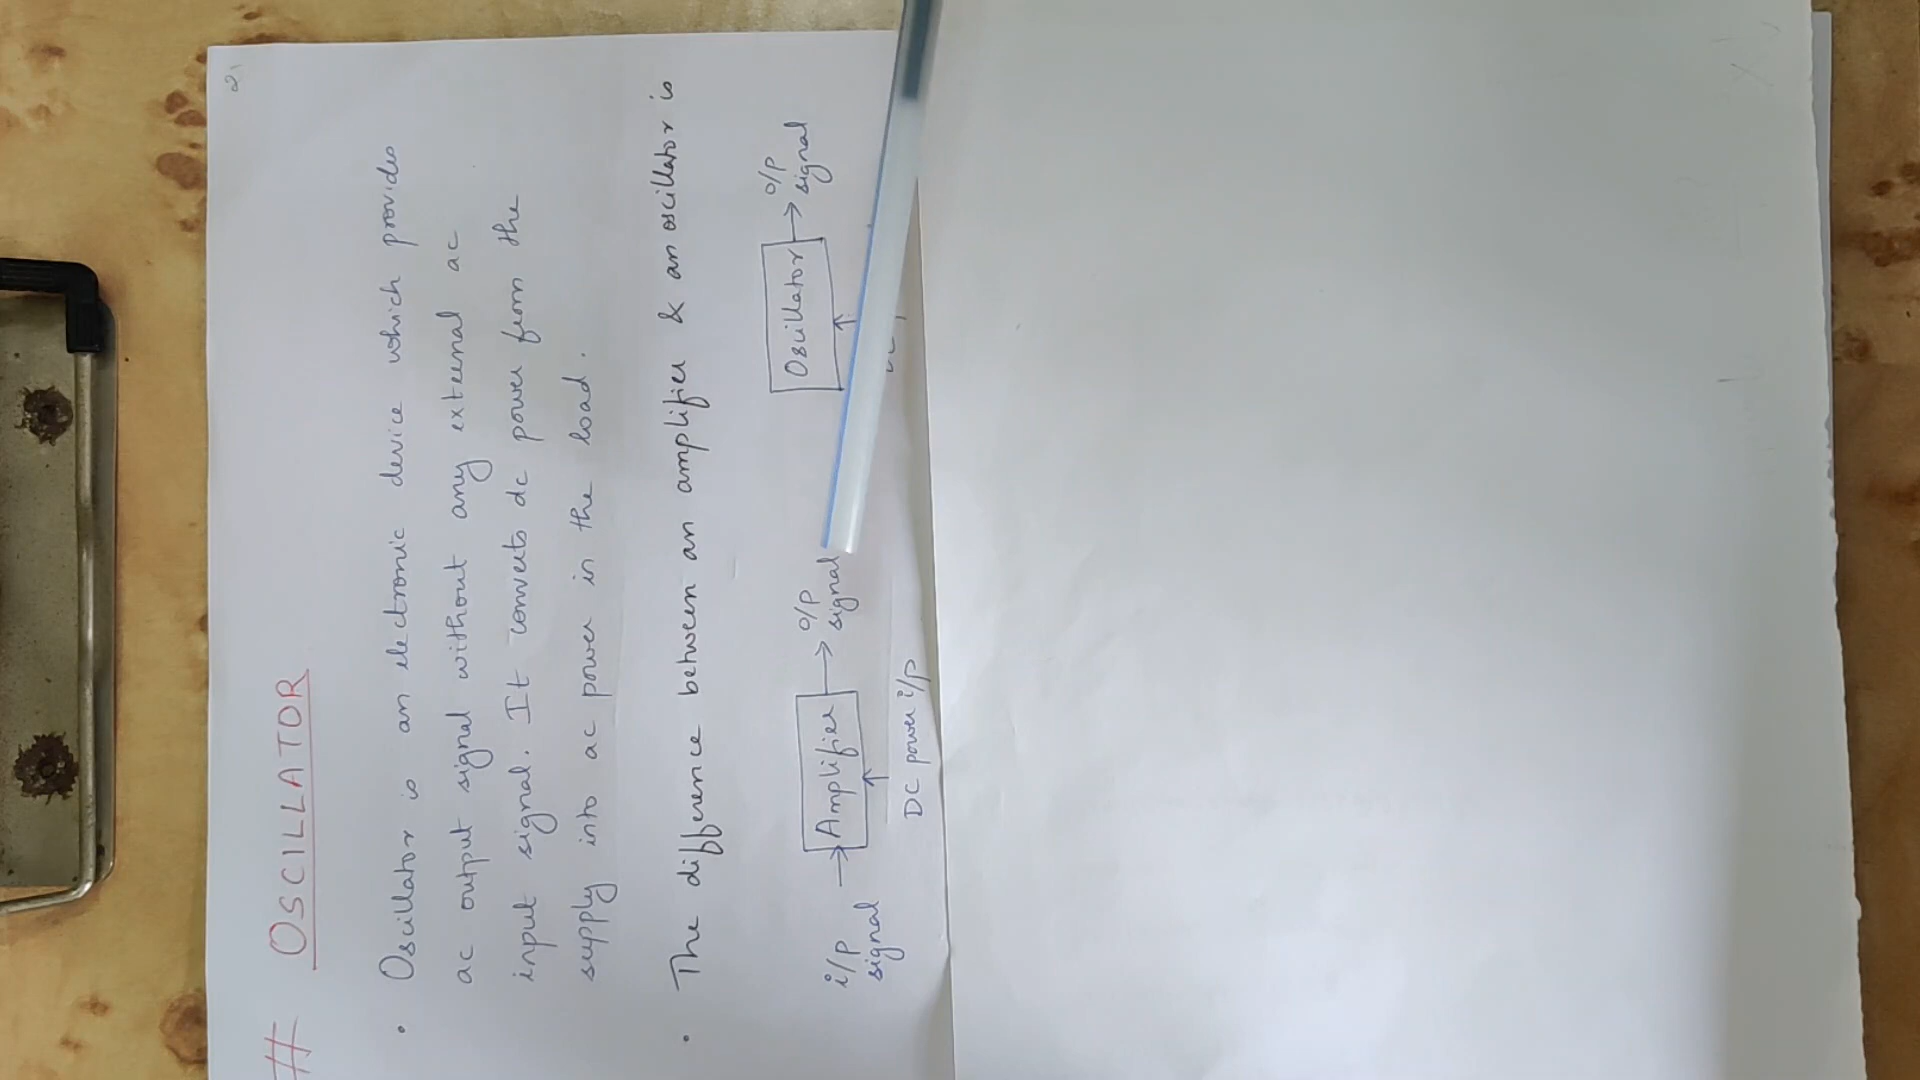 # OSCILLATOR
• Oscillator is an electronic device which provides
ac output signal without any external ac
input signal. It converts dc power from the
supply into ac power in the load.
• The difference between an amplifier & an oscillator is
i/p signal → Amplifier → o/p signal
DC power i/p
Oscillator → o/p signal